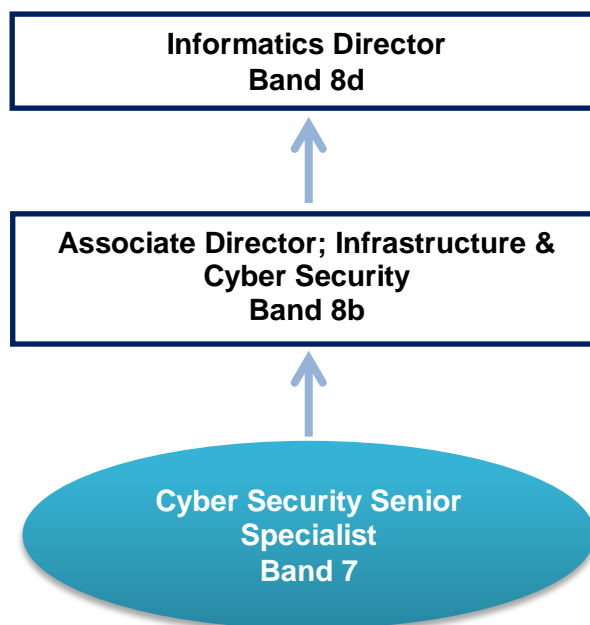 Informatics Director
Band 8d
Associate Director; Infrastructure &
Cyber Security
Band 8b
Cyber Security Senior
Specialist
Band 7